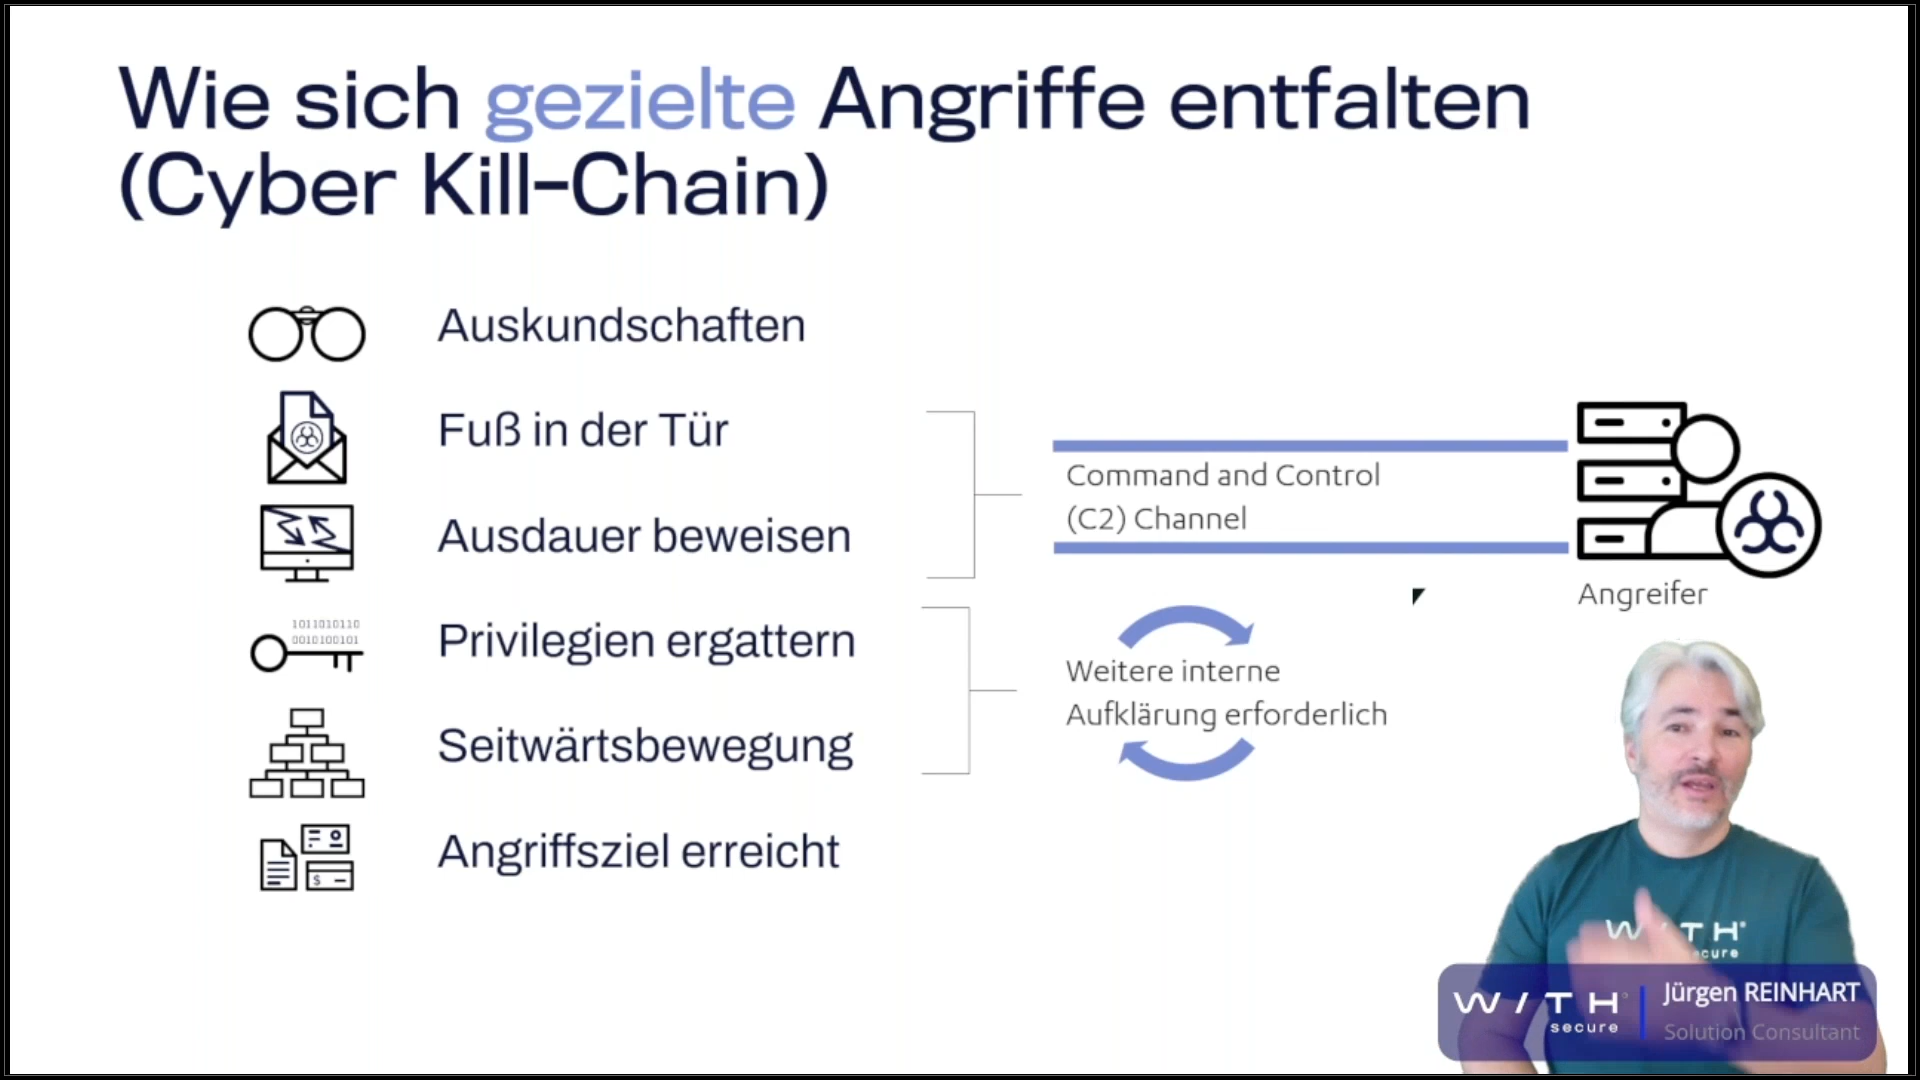 Wie sich gezielte Angriffe entfalten
(Cyber Kill-Chain)
Auskundschaften
Fuß in der Tür
Ausdauer beweisen
1011010110
0010100101
Privilegien ergattern
Seitwärtsbewegung
$
Angriffsziel erreicht
Command and Control
(C2) Channel
Angreifer
Weitere interne
Aufklärung erforderlich
W/TH
secure
Jürgen REINHART
Solution Consultant